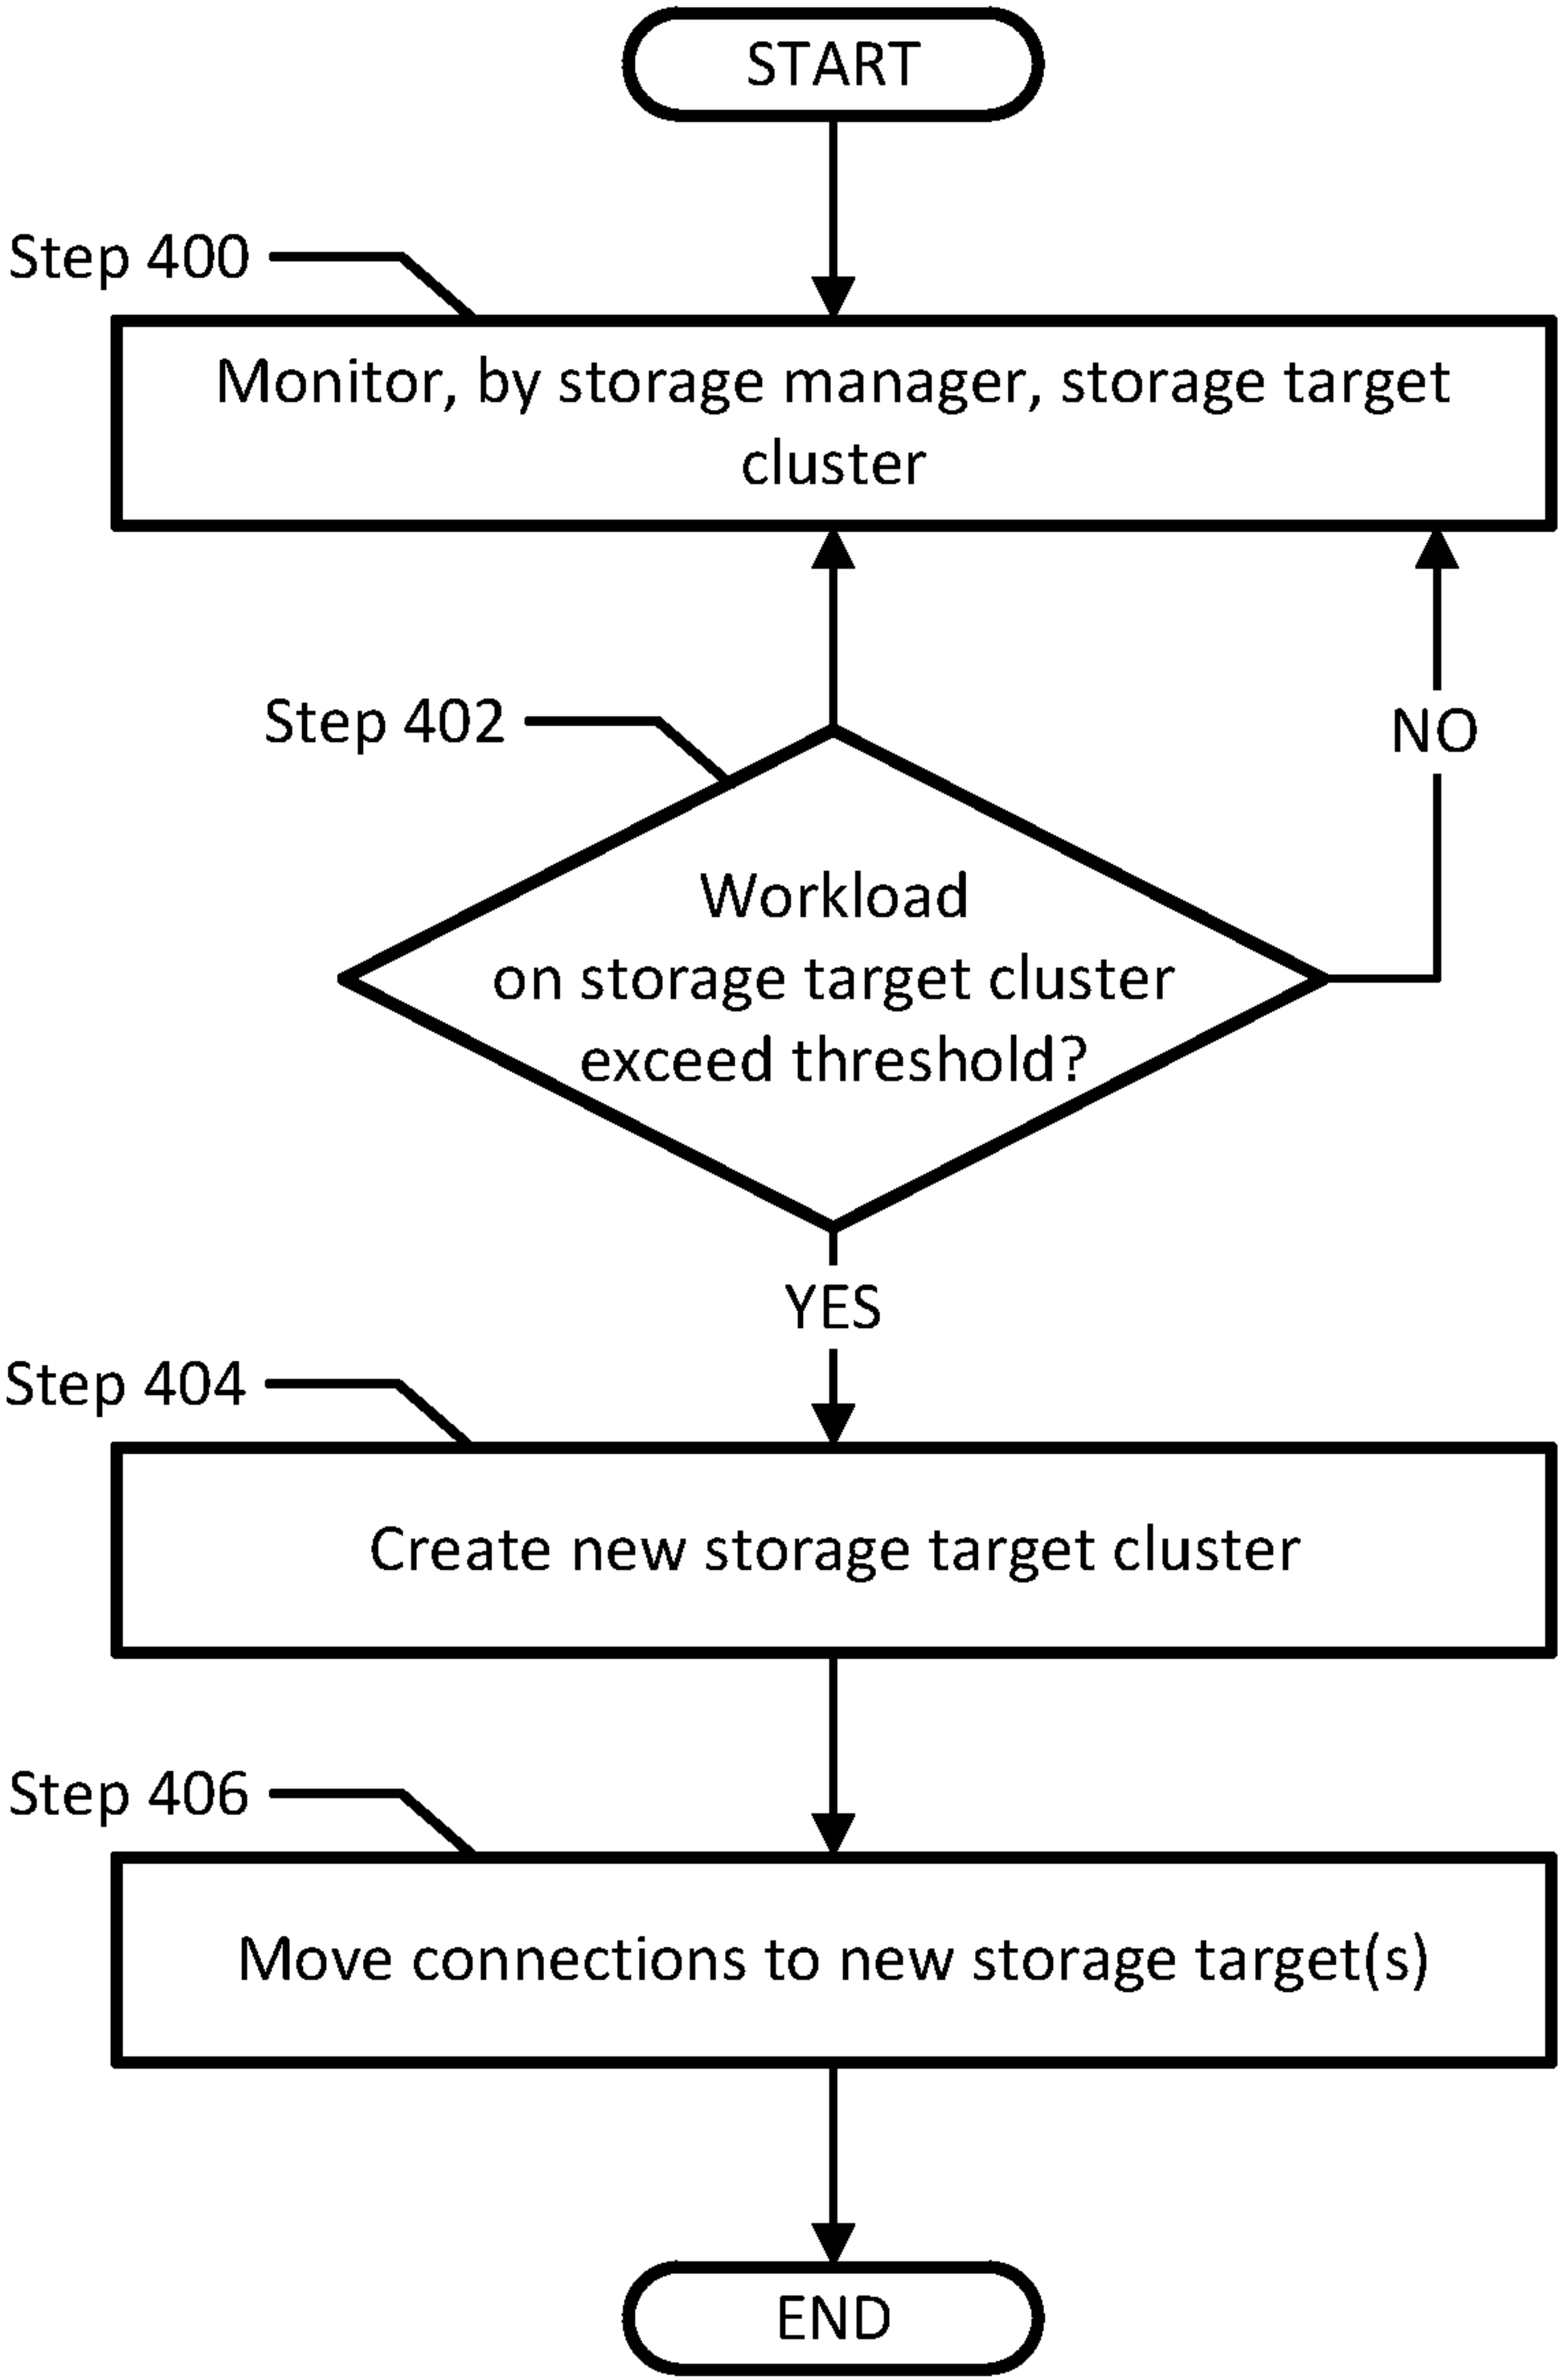 START
Step 400
Monitor, by storage manager, storage target
cluster
Step 402
NO
Workload
on storage target cluster
exceed threshold?
YES
Step 404
Create new storage target cluster
Step 406
Move connections to new storage target(s)
END